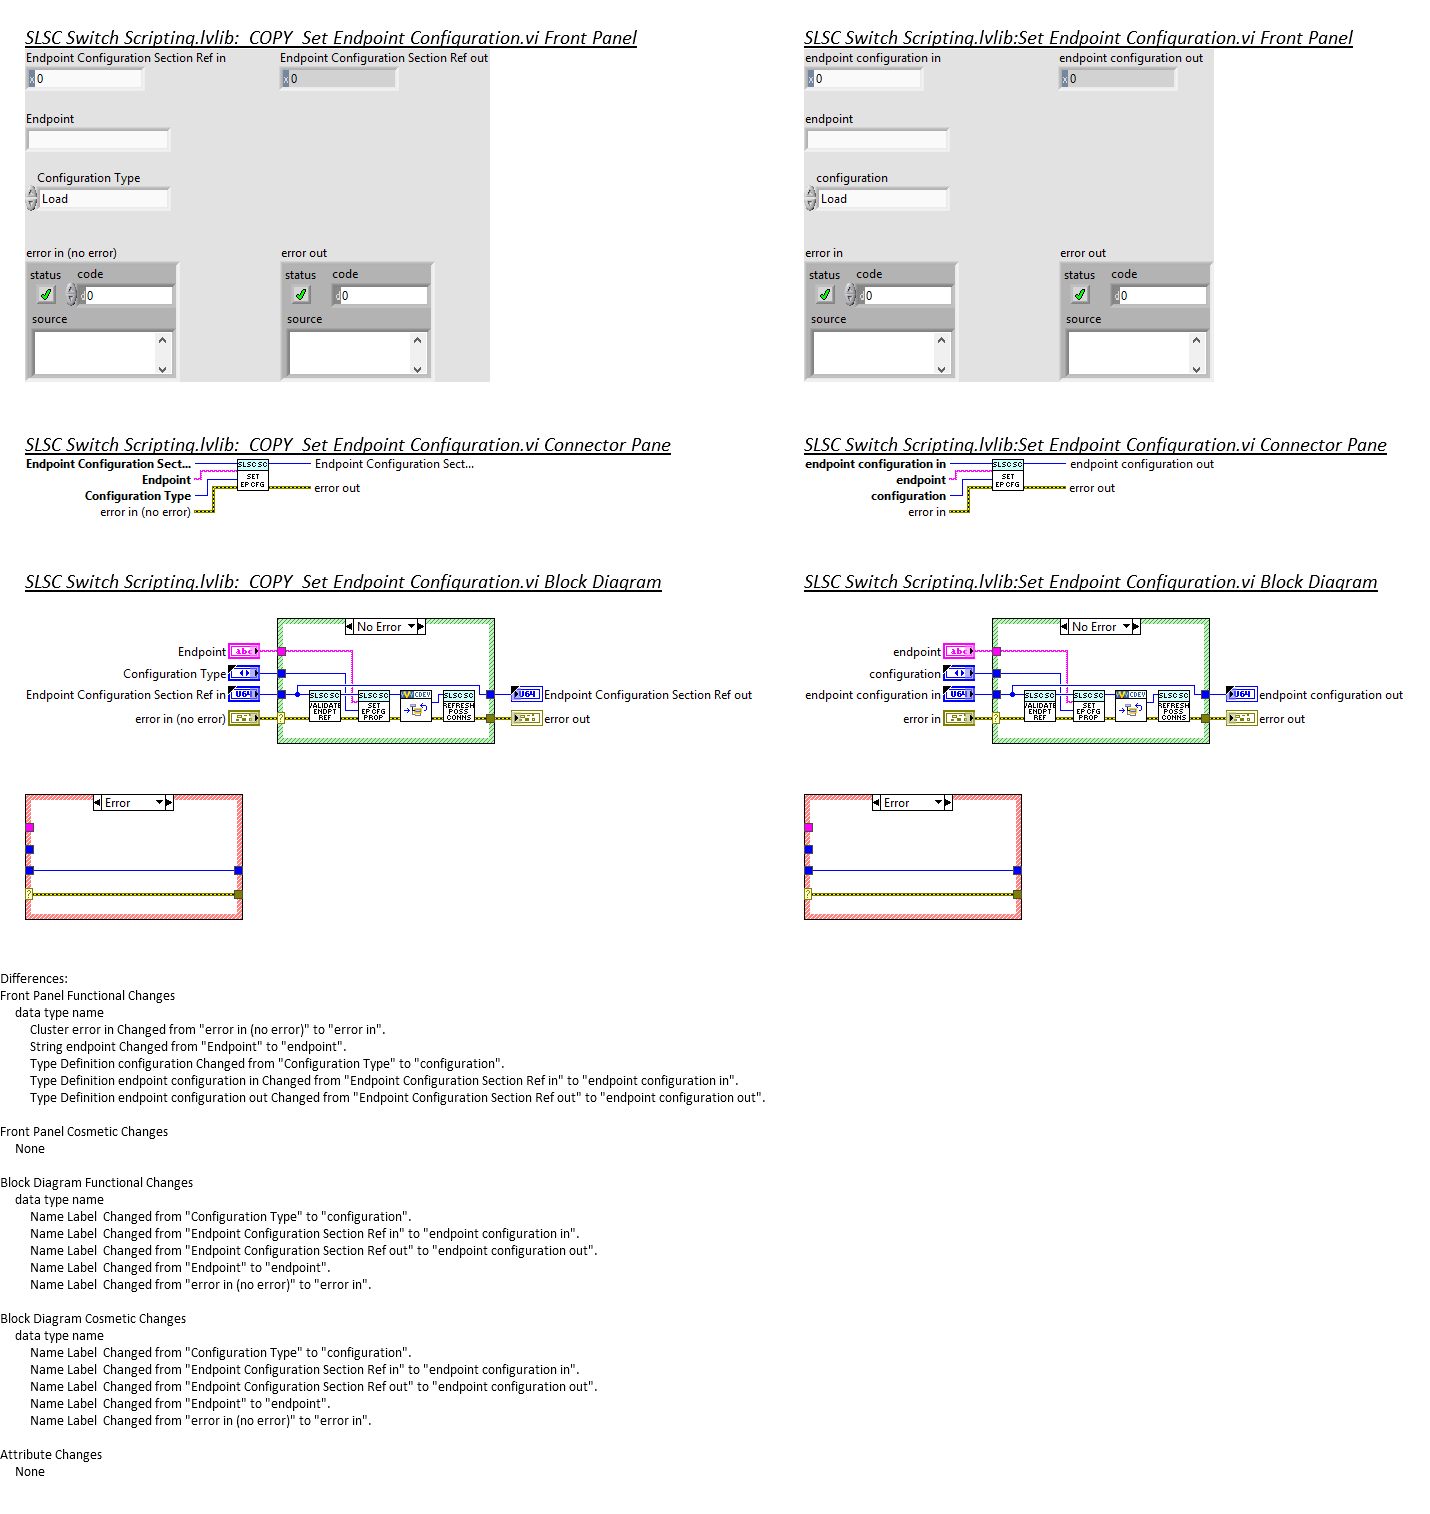 SLSC Switch Scripting.lvlib:_COPY_Set Endpoint Configuration.vi Front Panel
Endpoint Configuration Section Ref in
Endpoint Configuration Section Ref out
x 0
x 0
Endpoint
Configuration Type
Load
error in (no error)
error out
status code
status code
d 0
d 0
source
source
SLSC Switch Scripting.lvlib:Set Endpoint Configuration.vi Front Panel
endpoint configuration in
endpoint configuration out
x 0
x 0
endpoint
configuration
Load
error in
error out
status code
status code
d 0
d 0
source
source
SLSC Switch Scripting.lvlib:_COPY_Set Endpoint Configuration.vi Connector Pane
Endpoint Configuration Sect...
Endpoint
Configuration Type
error in (no error)
SLSC SC
SET
EP CFG
Endpoint Configuration Sect...
error out
SLSC Switch Scripting.lvlib:Set Endpoint Configuration.vi Connector Pane
endpoint configuration in
endpoint
configuration
error in
SLSC SC
SET
EP CFG
endpoint configuration out
error out
SLSC Switch Scripting.lvlib:_COPY_Set Endpoint Configuration.vi Block Diagram
No Error
Endpoint
abc
Configuration Type
Endpoint Configuration Section Ref in
U64
error in (no error)
?
SLSC SC
VALIDATE
ENDPT
REF
SLSC SC
SET
EP CFG
PROP
CDEV
SLSC SC
REFRESH
POSS
CONNS
U64
Endpoint Configuration Section Ref out
error out
Error
?
SLSC Switch Scripting.lvlib:Set Endpoint Configuration.vi Block Diagram
No Error
endpoint
abc
configuration
endpoint configuration in
U64
error in
?
SLSC SC
VALIDATE
ENDPT
REF
SLSC SC
SET
EP CFG
PROP
CDEV
SLSC SC
REFRESH
POSS
CONNS
U64
endpoint configuration out
error out
Error
?
Differences:
Front Panel Functional Changes
data type name
Cluster error in Changed from "error in (no error)" to "error in".
String endpoint Changed from "Endpoint" to "endpoint".
Type Definition configuration Changed from "Configuration Type" to "configuration".
Type Definition endpoint configuration in Changed from "Endpoint Configuration Section Ref in" to "endpoint configuration in".
Type Definition endpoint configuration out Changed from "Endpoint Configuration Section Ref out" to "endpoint configuration out".
Front Panel Cosmetic Changes
None
Block Diagram Functional Changes
data type name
Name Label  Changed from "Configuration Type" to "configuration".
Name Label  Changed from "Endpoint Configuration Section Ref in" to "endpoint configuration in".
Name Label  Changed from "Endpoint Configuration Section Ref out" to "endpoint configuration out".
Name Label  Changed from "Endpoint" to "endpoint".
Name Label  Changed from "error in (no error)" to "error in".
Block Diagram Cosmetic Changes
data type name
Name Label  Changed from "Configuration Type" to "configuration".
Name Label  Changed from "Endpoint Configuration Section Ref in" to "endpoint configuration in".
Name Label  Changed from "Endpoint Configuration Section Ref out" to "endpoint configuration out".
Name Label  Changed from "Endpoint" to "endpoint".
Name Label  Changed from "error in (no error)" to "error in".
Attribute Changes
None